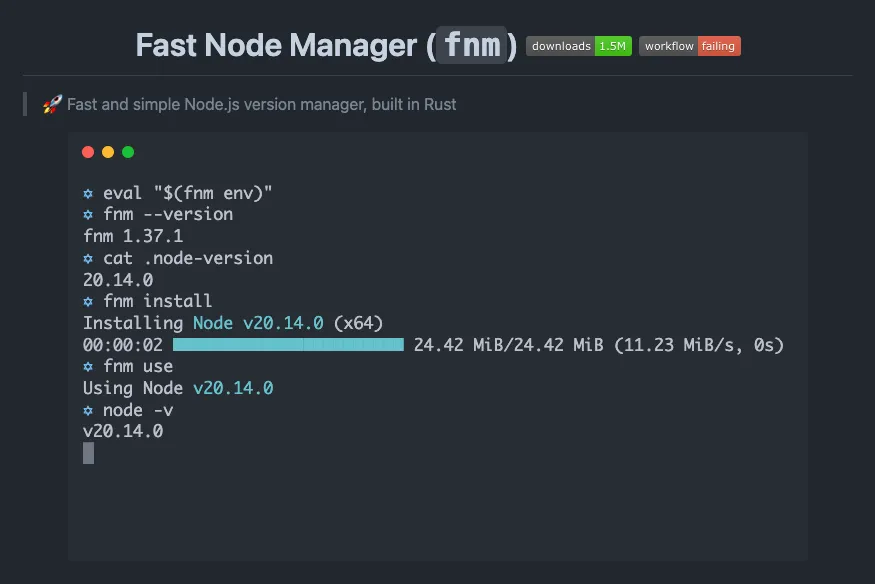 Fast Node Manager (fnm) downloads 1.5M workflow failing
🚀 Fast and simple Node.js version manager, built in Rust
✡ eval "$(fnm env)"
✡ fnm --version
fnm 1.37.1
✡ cat .node-version
20.14.0
✡ fnm install
Installing Node v20.14.0 (x64)
00:00:02 24.42 MiB/24.42 MiB (11.23 MiB/s, 0s)
✡ fnm use
Using Node v20.14.0
✡ node -v
v20.14.0